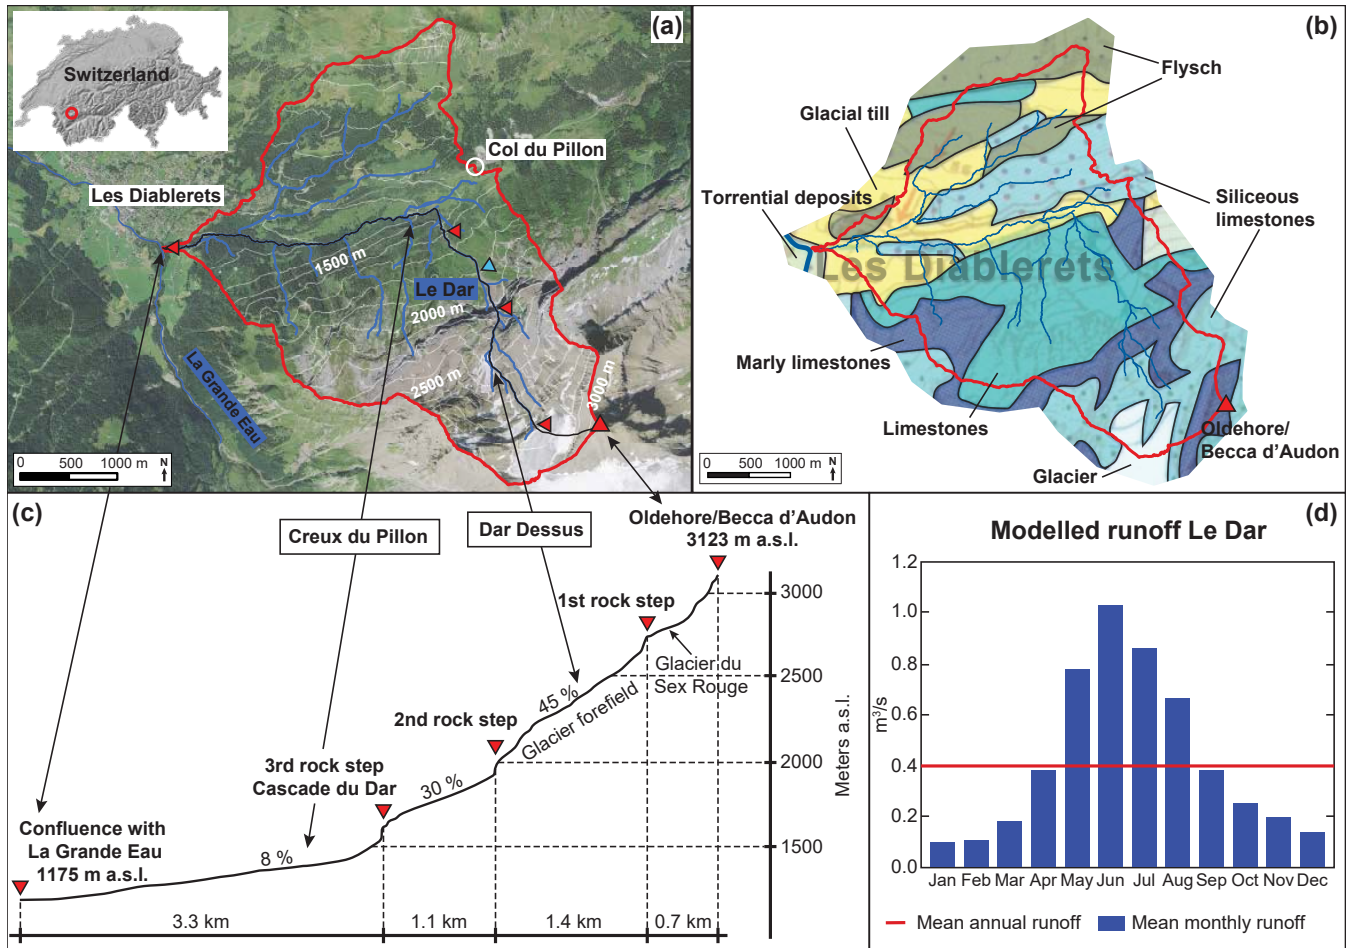 (a)
Switzerland
Col du Pillon
Les Diablerets
1500 m
Le Dar
2000 m
2500 m
3000 m
La Grande Eau
0 500 1000 m
N
(b)
Flysch
Glacial till
Torrential deposits
Siliceous
limestones
Les Diablerets
Marly limestones
Limestones
Oldehore/
Becca d'Audon
Glacier
0 500 1000 m
N
(c)
Creux du Pillon
Dar Dessus
Oldehore/Becca d'Audon
3123 m a.s.l.
1st rock step
Glacier du
Sex Rouge
45 %
Glacier forefield
2nd rock step
30 %
3rd rock step
Cascade du Dar
Confluence with
La Grande Eau
1175 m a.s.l.
8 %
3000
2500
2000
1500
Meters a.s.l.
3.3 km 1.1 km 1.4 km 0.7 km
(d)
Modelled runoff Le Dar
1.2
1.0
0.8
0.6
0.4
0.2
0.0
m³/s
Jan Feb Mar Apr May Jun Jul Aug Sep Oct Nov Dec
Mean annual runoff Mean monthly runoff